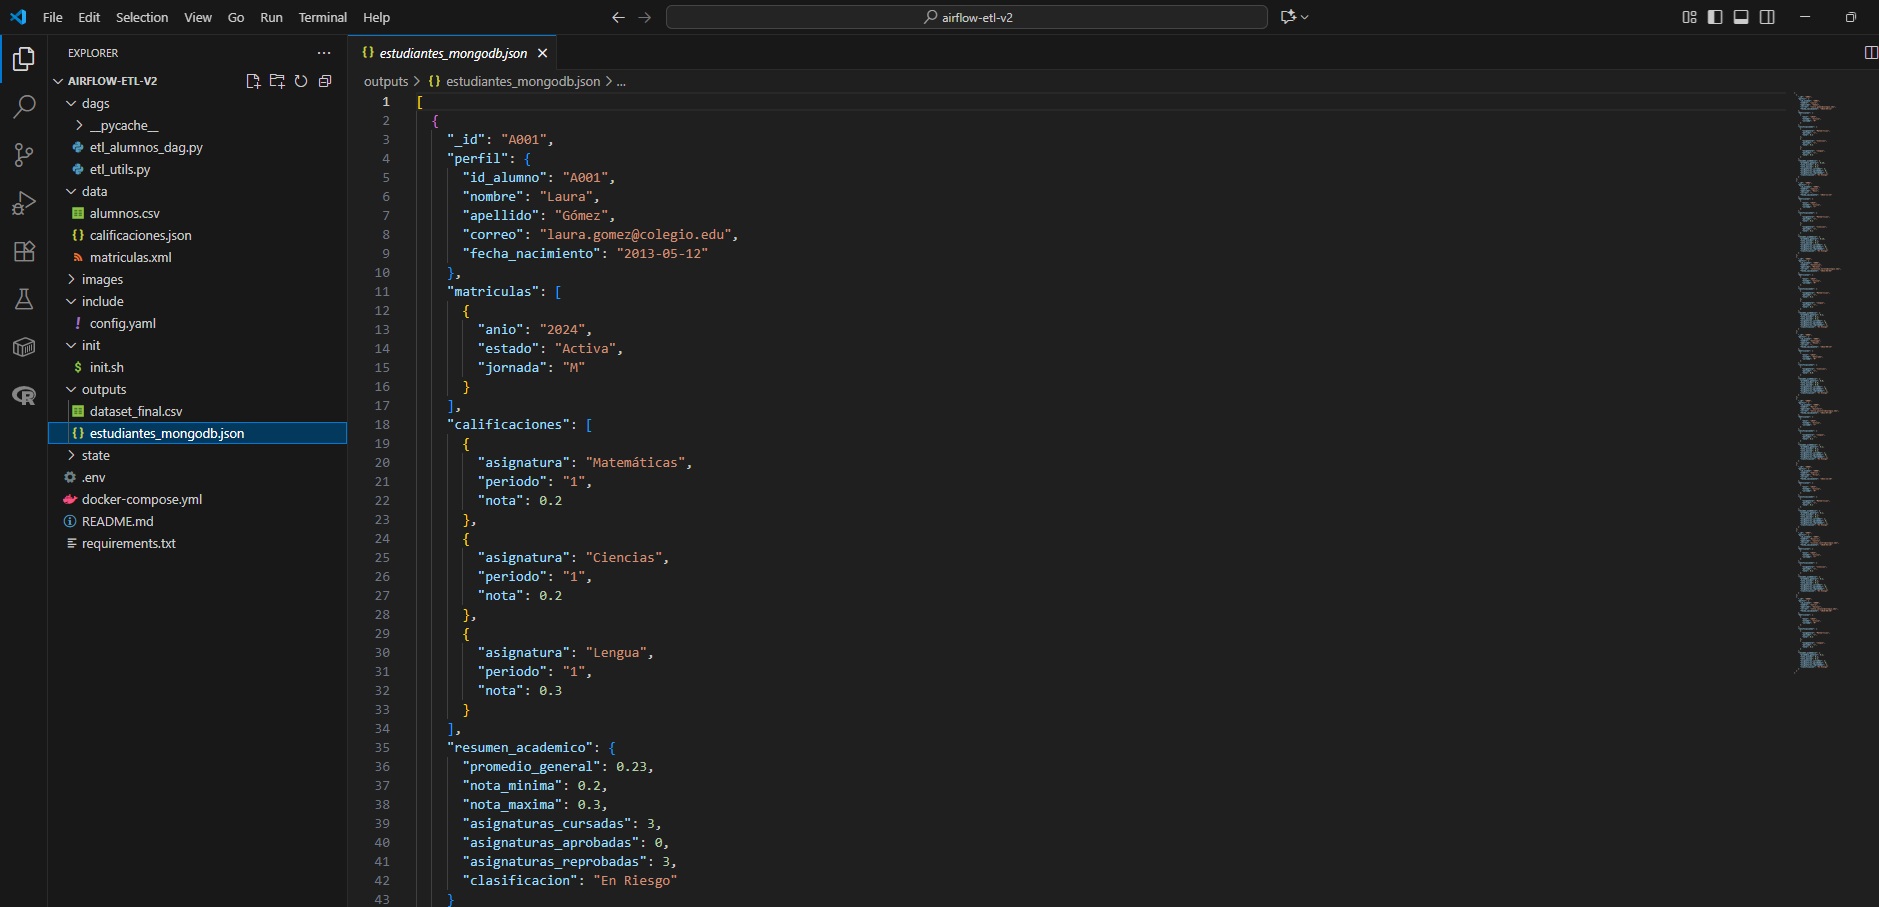 File Edit Selection View Go Run Terminal Help
airflow-etl-v2
EXPLORER
AIRFLOW-ETL-V2
dags
__pycache__
etl_alumnos_dag.py
etl_utils.py
data
alumnos.csv
calificaciones.json
matriculas.xml
images
include
config.yaml
init
init.sh
outputs
dataset_final.csv
estudiantes_mongodb.json
state
.env
docker-compose.yml
README.md
requirements.txt
estudiantes_mongodb.json
outputs > {} estudiantes_mongodb.json > ...
1 [
2 {
3 "_id": "A001",
4 "perfil": {
5 "id_alumno": "A001",
6 "nombre": "Laura",
7 "apellido": "Gómez",
8 "correo": "laura.gomez@colegio.edu",
9 "fecha_nacimiento": "2013-05-12"
10 },
11 "matriculas": [
12 {
13 "anio": "2024",
14 "estado": "Activa",
15 "jornada": "M"
16 }
17 ],
18 "calificaciones": [
19 {
20 "asignatura": "Matemáticas",
21 "periodo": "1",
22 "nota": 0.2
23 },
24 {
25 "asignatura": "Ciencias",
26 "periodo": "1",
27 "nota": 0.2
28 },
29 {
30 "asignatura": "Lengua",
31 "periodo": "1",
32 "nota": 0.3
33 }
34 ],
35 "resumen_academico": {
36 "promedio_general": 0.23,
37 "nota_minima": 0.2,
38 "nota_maxima": 0.3,
39 "asignaturas_cursadas": 3,
40 "asignaturas_aprobadas": 0,
41 "asignaturas_reprobadas": 3,
42 "clasificacion": "En Riesgo"
43 }